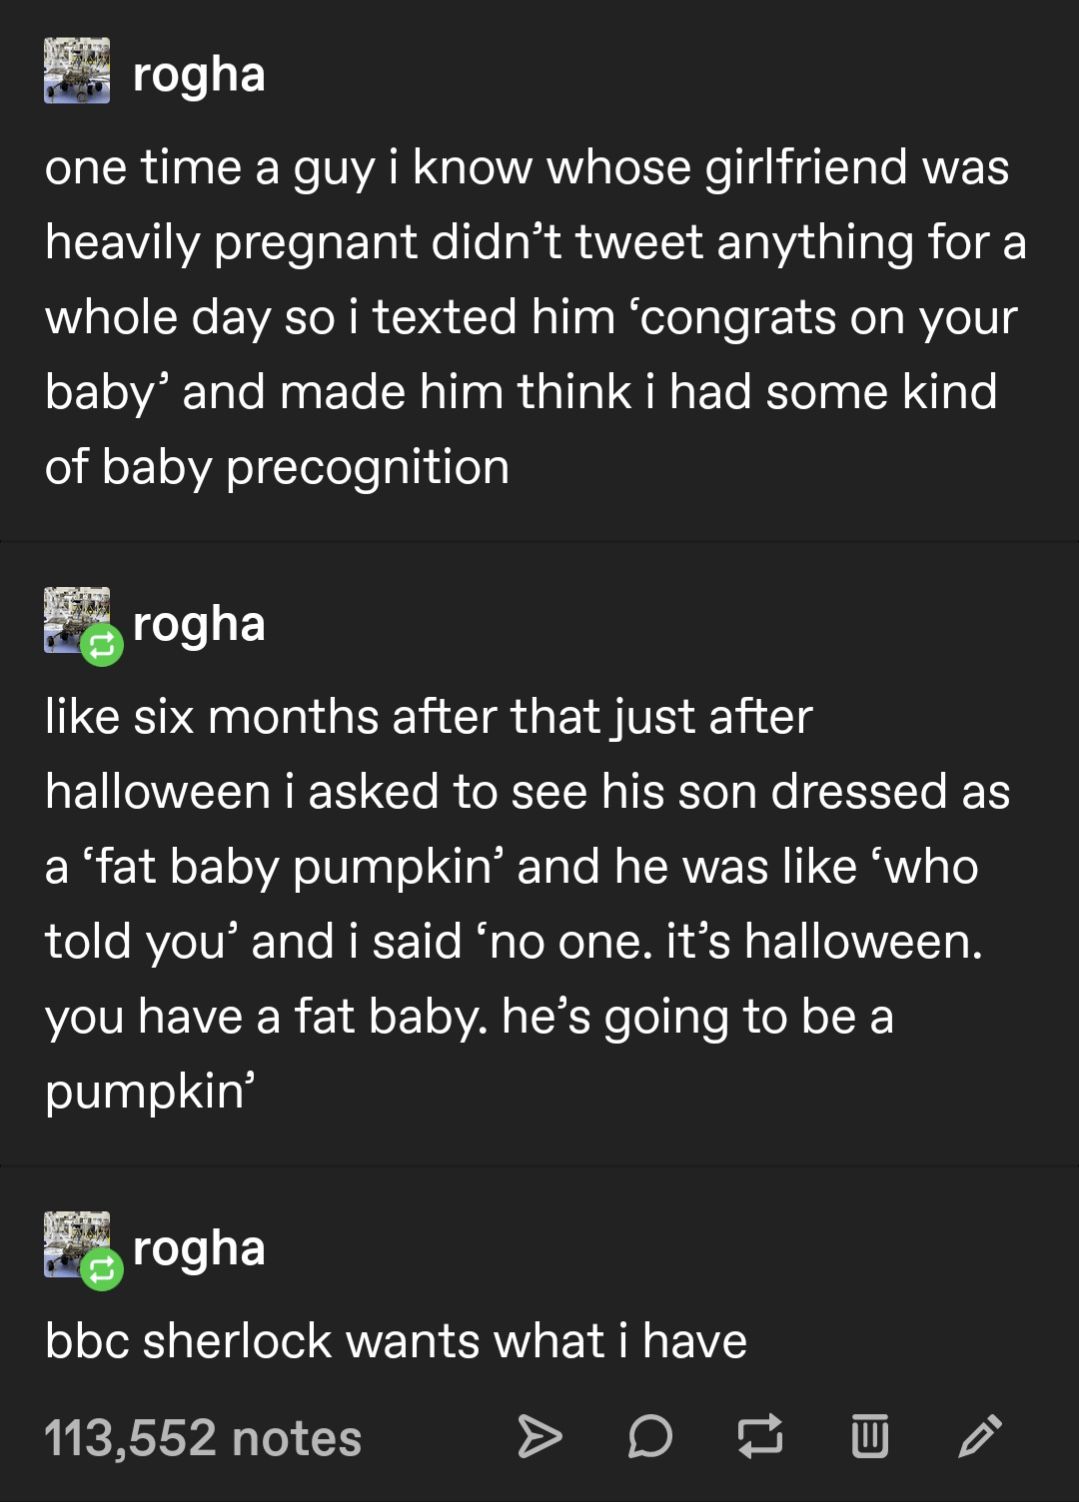 rogha
one time a guy i know whose girlfriend was
heavily pregnant didn’t tweet anything for a
whole day so i texted him ‘congrats on your
baby’ and made him think i had some kind
of baby precognition
rogha
like six months after that just after
halloween i asked to see his son dressed as
a ‘fat baby pumpkin’ and he was like ‘who
told you’ and i said ‘no one. it’s halloween.
you have a fat baby. he’s going to be a
pumpkin’
rogha
bbc sherlock wants what i have
113,552 notes